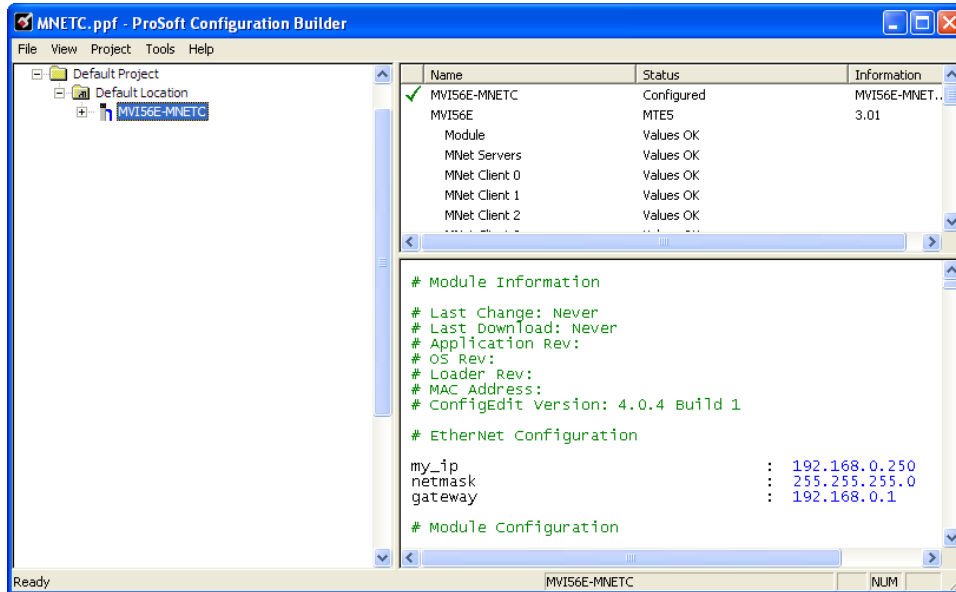 MNETC.ppf - ProSoft Configuration Builder
File View Project Tools Help
Default Project
Default Location
MVI56E-MNETC
Name Status Information
MVI56E-MNETC Configured MVI56E-MNET..
MVI56E MTE5 3.01
Module Values OK
MNet Servers Values OK
MNet Client 0 Values OK
MNet Client 1 Values OK
MNet Client 2 Values OK
# Module Information
# Last Change: Never
# Last Download: Never
# Application Rev:
# OS Rev:
# Loader Rev:
# MAC Address:
# ConfigEdit Version: 4.0.4 Build 1
# EtherNet Configuration
my_ip : 192.168.0.250
netmask : 255.255.255.0
gateway : 192.168.0.1
# Module Configuration
Ready MVI56E-MNETC NUM